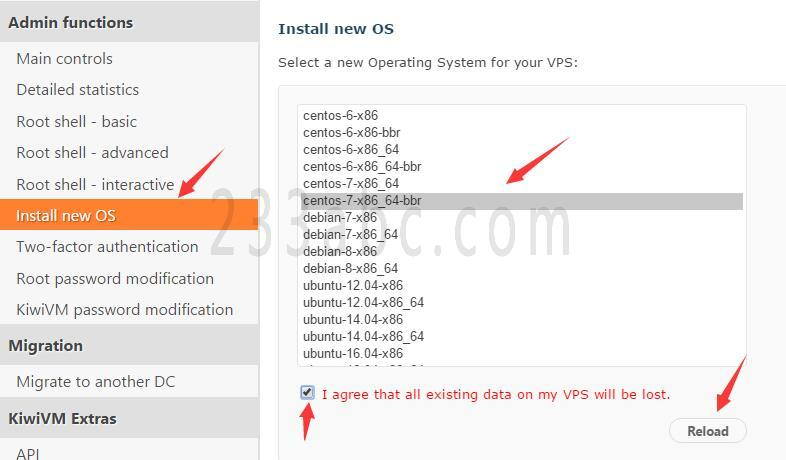 Admin functions
Main controls
Detailed statistics
Root shell - basic
Root shell - advanced
Root shell - interactive
Install new OS
Two-factor authentication
Root password modification
KiwiVM password modification
Migration
Migrate to another DC
KiwiVM Extras
API
Install new OS
Select a new Operating System for your VPS:
centos-6-x86
centos-6-x86-bbr
centos-6-x86_64
centos-6-x86_64-bbr
centos-7-x86_64
centos-7-x86_64-bbr
debian-7-x86
debian-7-x86_64
debian-8-x86
debian-8-x86_64
ubuntu-12.04-x86
ubuntu-12.04-x86_64
ubuntu-14.04-x86
ubuntu-14.04-x86_64
ubuntu-16.04-x86
I agree that all existing data on my VPS will be lost.
Reload
233abc.com